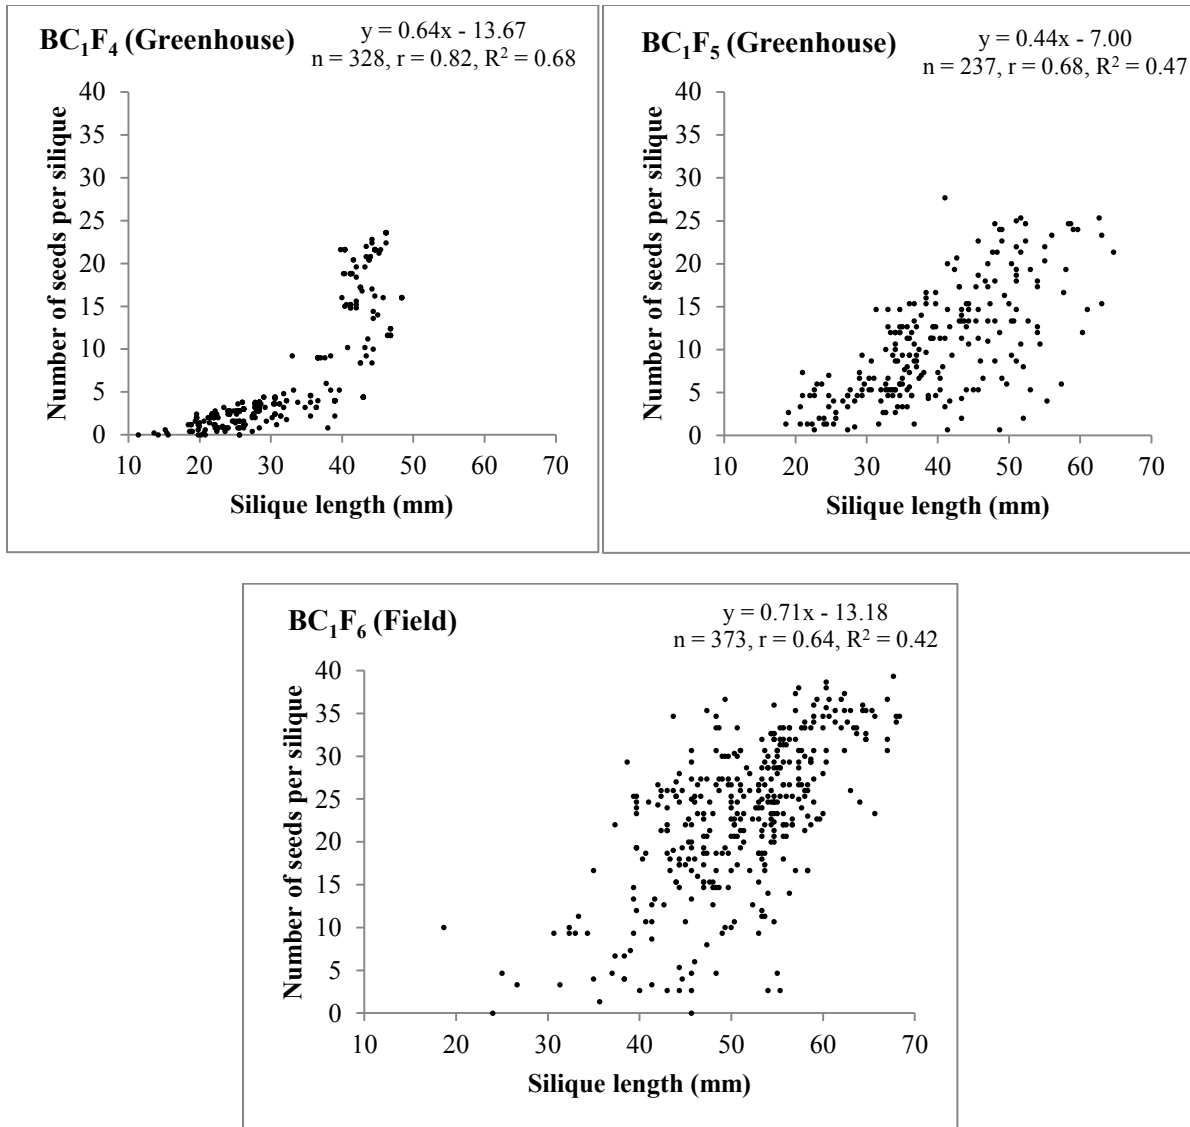 BC₁F₄ (Greenhouse)
y = 0.64x - 13.67
n = 328, r = 0.82, R² = 0.68
Number of seeds per silique
40
35
30
25
20
15
10
5
0
10 20 30 40 50 60 70
Silique length (mm)
BC₁F₅ (Greenhouse)
y = 0.44x - 7.00
n = 237, r = 0.68, R² = 0.47
Number of seeds per silique
40
35
30
25
20
15
10
5
0
10 20 30 40 50 60 70
Silique length (mm)
BC₁F₆ (Field)
y = 0.71x - 13.18
n = 373, r = 0.64, R² = 0.42
Number of seeds per silique
40
35
30
25
20
15
10
5
0
10 20 30 40 50 60 70
Silique length (mm)